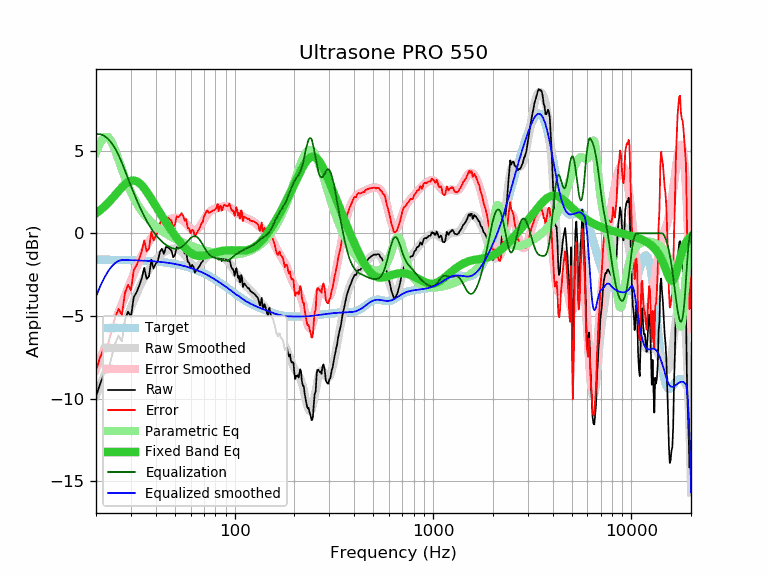 Ultrasone PRO 550
Amplitude (dBr)
5
0
−5
−10
−15
Target
Raw Smoothed
Error Smoothed
Raw
Error
Parametric Eq
Fixed Band Eq
Equalization
Equalized smoothed
100
1000
10000
Frequency (Hz)